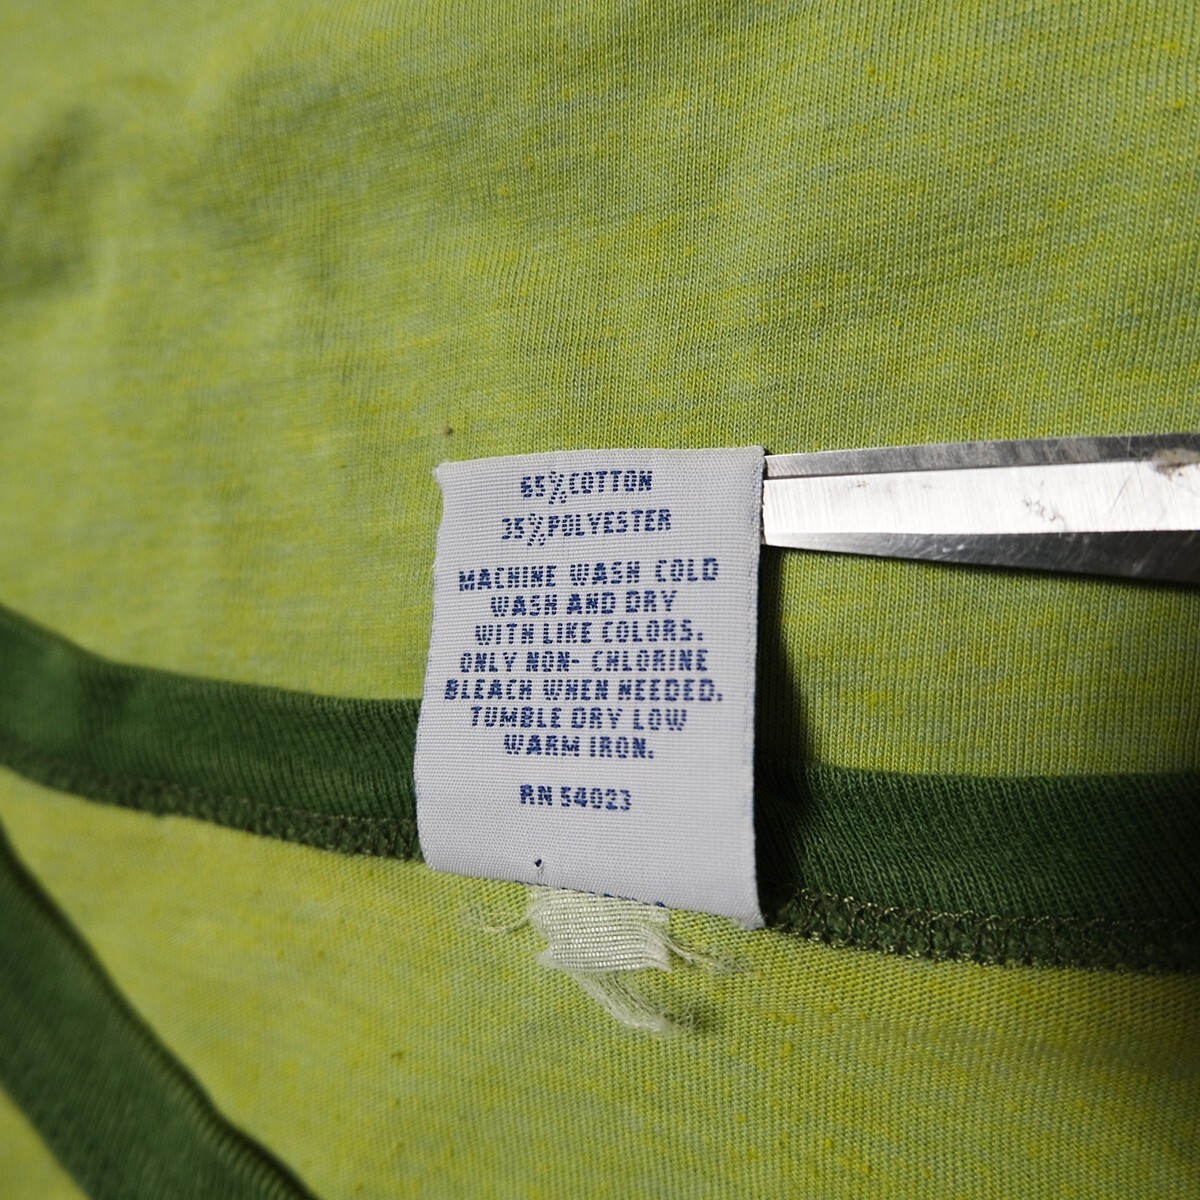 65% COTTON
35% POLYESTER
MACHINE WASH COLD
WASH AND DRY
WITH LIKE COLORS.
ONLY NON- CHLORINE
BLEACH WHEN NEEDED.
TUMBLE DRY LOW
WARM IRON.
RN 54023